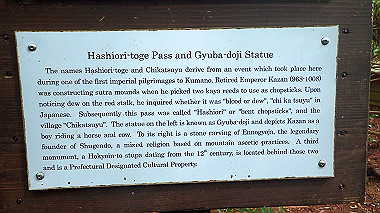 Hashiori-toge Pass and Gyuba-doji Statue
The names Hashiori-toge and Chikatsuyu derive from an event which took place here
during one of the first imperial pilgrimages to Kumano. Retired Emperor Kazan (968-1008)
was constructing sutra mounds when he picked two kaya reeds to use as chopsticks. Upon
noticing dew on the red stalk, he inquired whether it was "blood or dew", "chi ka tsuyu" in
Japanese. Subsequently this pass was called "Hashiori" or "bent chopsticks", and the
village "Chikatsuyu". The statue on the left is known as Gyuba-doji and depicts Kazan as a
boy riding a horse and cow. To its right is a stone carving of Ennogyoja, the legendary
founder of Shugendo, a mixed religion based on mountain ascetic practices. A third
monument, a Hokyoin-to stupa dating from the 12th century, is located behind these two
and is a Prefectural Designated Cultural Property.